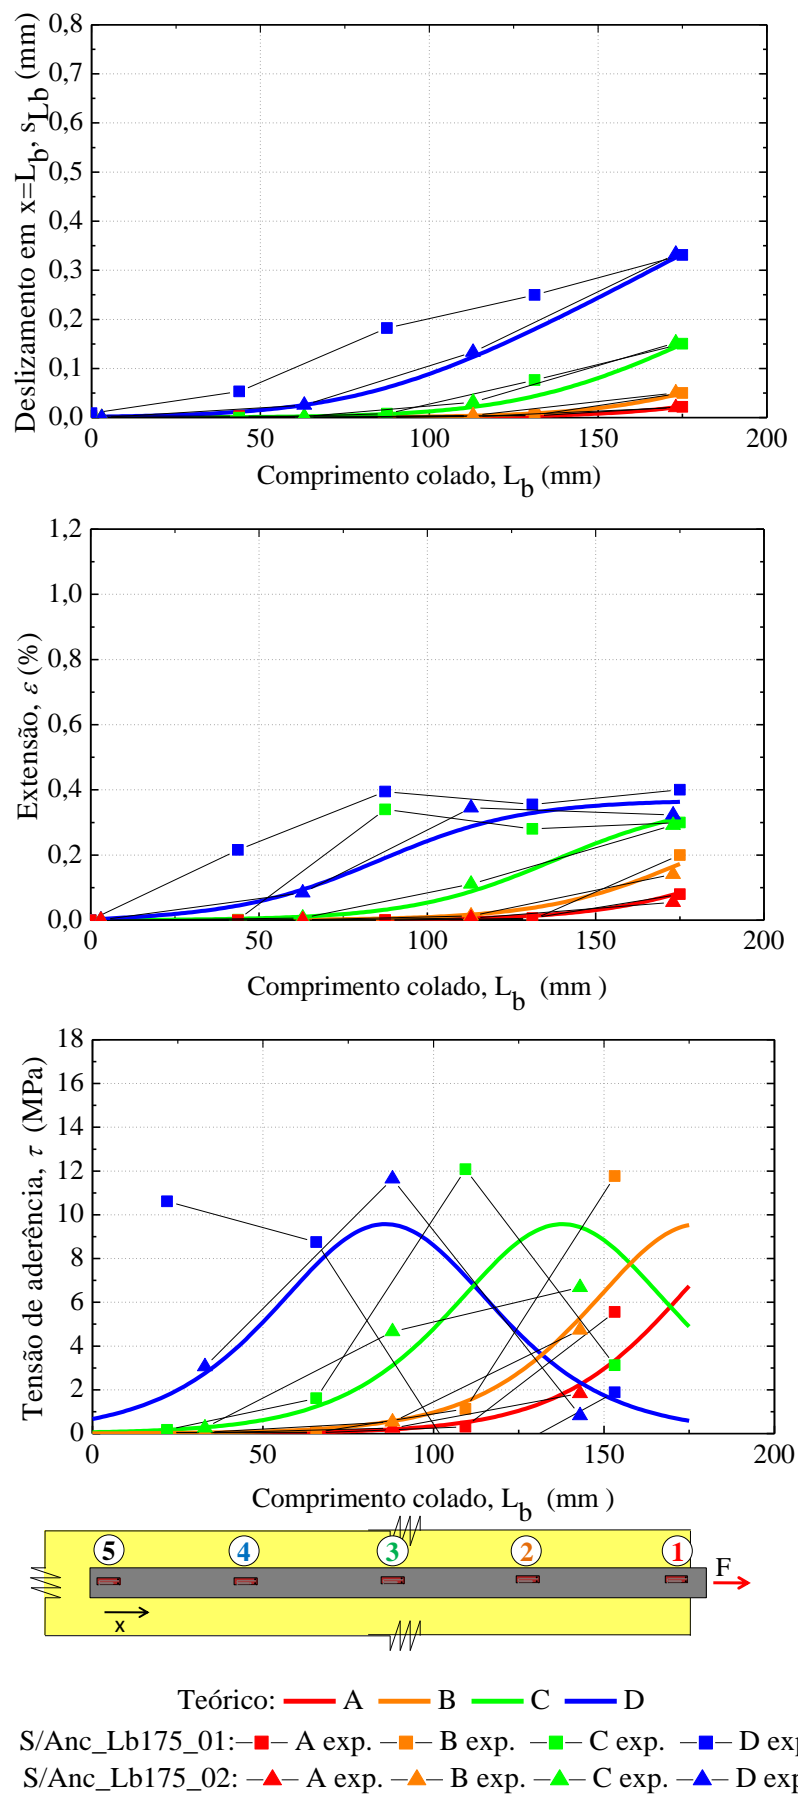 0,8
0,7
0,6
0,5
0,4
0,3
0,2
0,1
0,0
Deslizamento em x=Lb, sLb (mm)
0 50 100 150 200
Comprimento colado, Lb (mm)
1,2
1,0
0,8
0,6
0,4
0,2
0,0
Extensão, ε (%)
0 50 100 150 200
Comprimento colado, Lb (mm )
18
16
14
12
10
8
6
4
2
0
Tensão de aderência, τ (MPa)
0 50 100 150 200
Comprimento colado, Lb (mm )
5 4 3 2 1
F
x
Teórico: A B C D
S/Anc_Lb175_01: A exp. B exp. C exp. D exp
S/Anc_Lb175_02: A exp. B exp. C exp. D exp